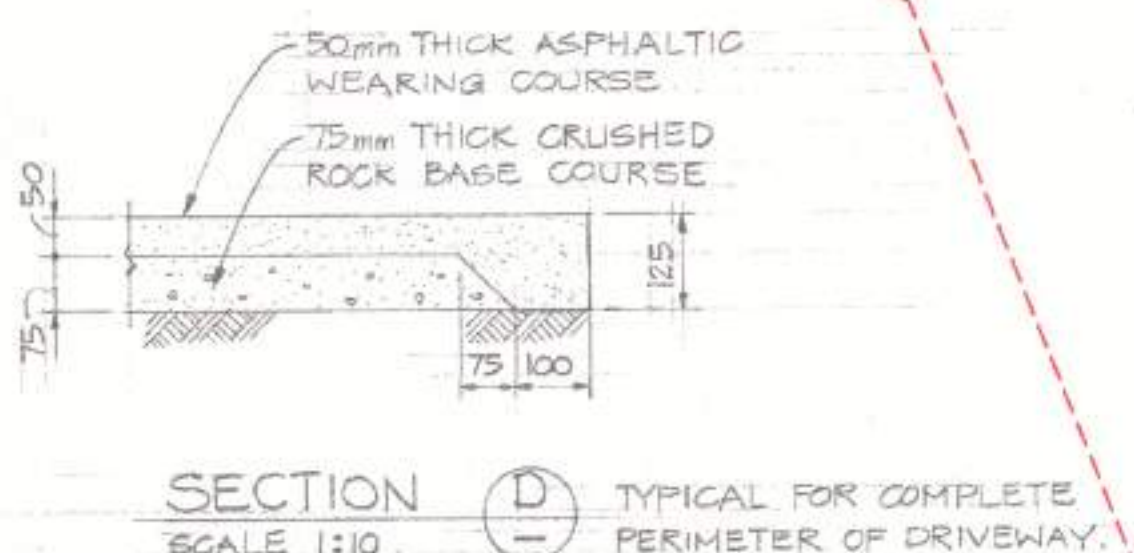 50mm THICK ASPHALTIC
WEARING COURSE
75mm THICK CRUSHED
ROCK BASE COURSE
50
75
125
75 100
SECTION D TYPICAL FOR COMPLETE
SCALE 1:10 – PERIMETER OF DRIVEWAY.